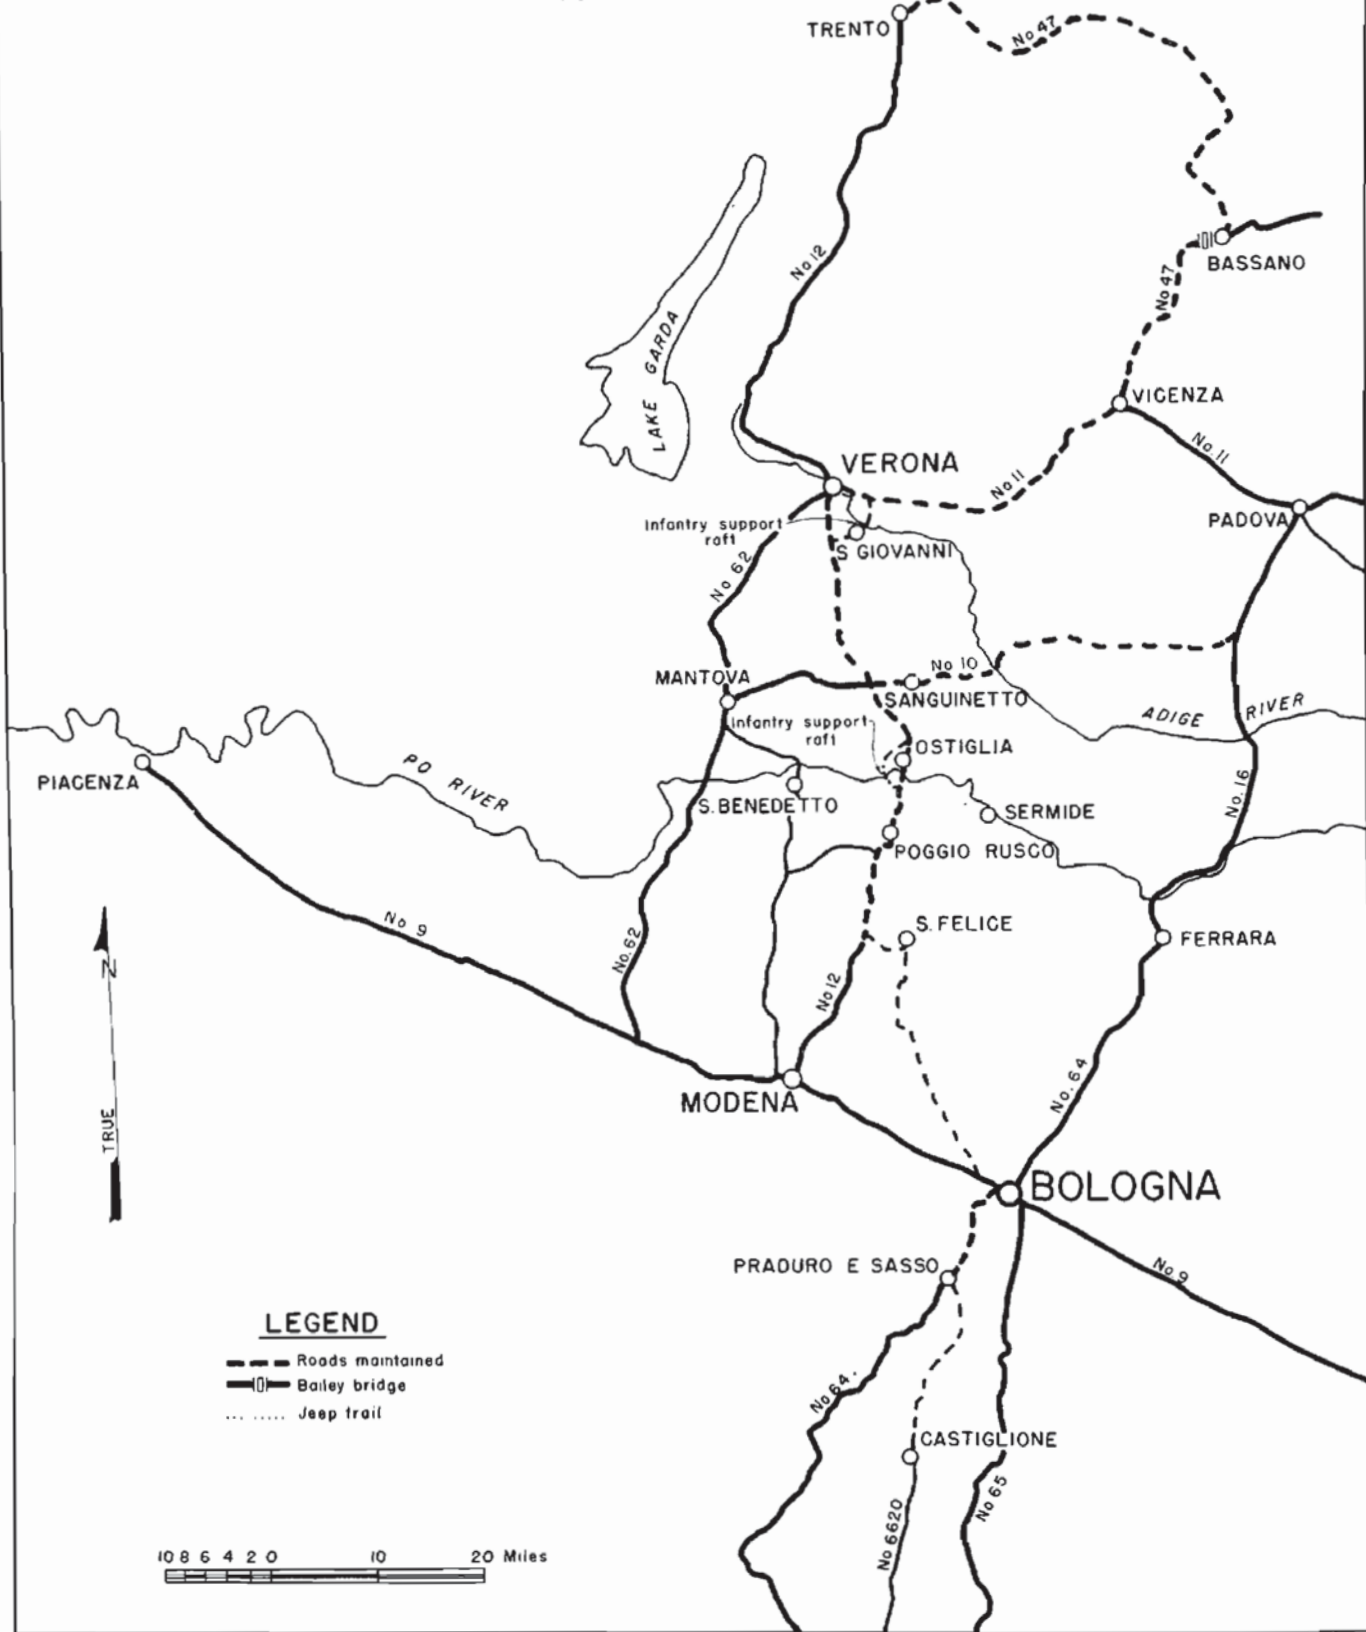 TRENTO
No 47
No 12
BASSANO
No 47
LAKE GARDA
VICENZA
No. 11
VERONA
No 11
PADOVA
Infantry support
raft
S GIOVANNI
No 62
No 10
MANTOVA
SANGUINETTO
ADIGE RIVER
Infantry support
raft
OSTIGLIA
PO RIVER
PIACENZA
No. 16
S. BENEDETTO
SERMIDE
POGGIO RUSCO
No 9
S. FELICE
FERRARA
No. 62
N
No 12
MODENA
No. 64
TRUE
BOLOGNA
PRADURO E SASSO
No 9
LEGEND
Roads maintained
Bailey bridge
Jeep trail
No 64.
CASTIGLIONE
No 65
No 6620
10 8 6 4 2 0 10 20 Miles